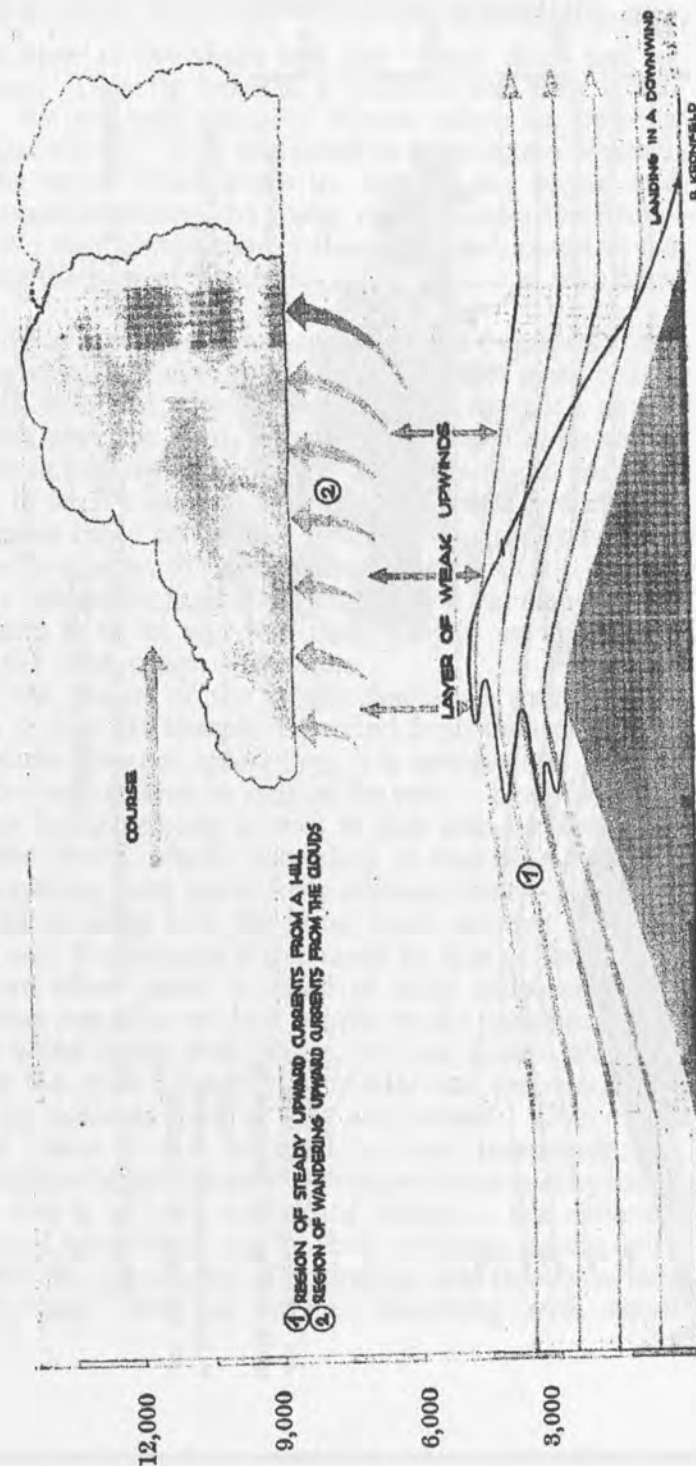 12,000
9,000
6,000
3,000
① REGION OF STEADY UPWARD CURRENTS FROM A HILL
② REGION OF WANDERING UPWARD CURRENTS FROM THE CLOUDS
COURSE
②
LAYER OF WEAK UPWINDS
①
LANDING IN A DOWNWIND